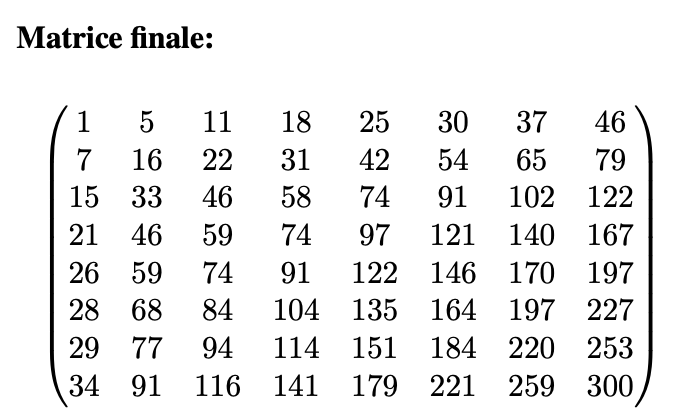 Matrice finale:
1 5 11 18 25 30 37 46
7 16 22 31 42 54 65 79
15 33 46 58 74 91 102 122
21 46 59 74 97 121 140 167
26 59 74 91 122 146 170 197
28 68 84 104 135 164 197 227
29 77 94 114 151 184 220 253
34 91 116 141 179 221 259 300